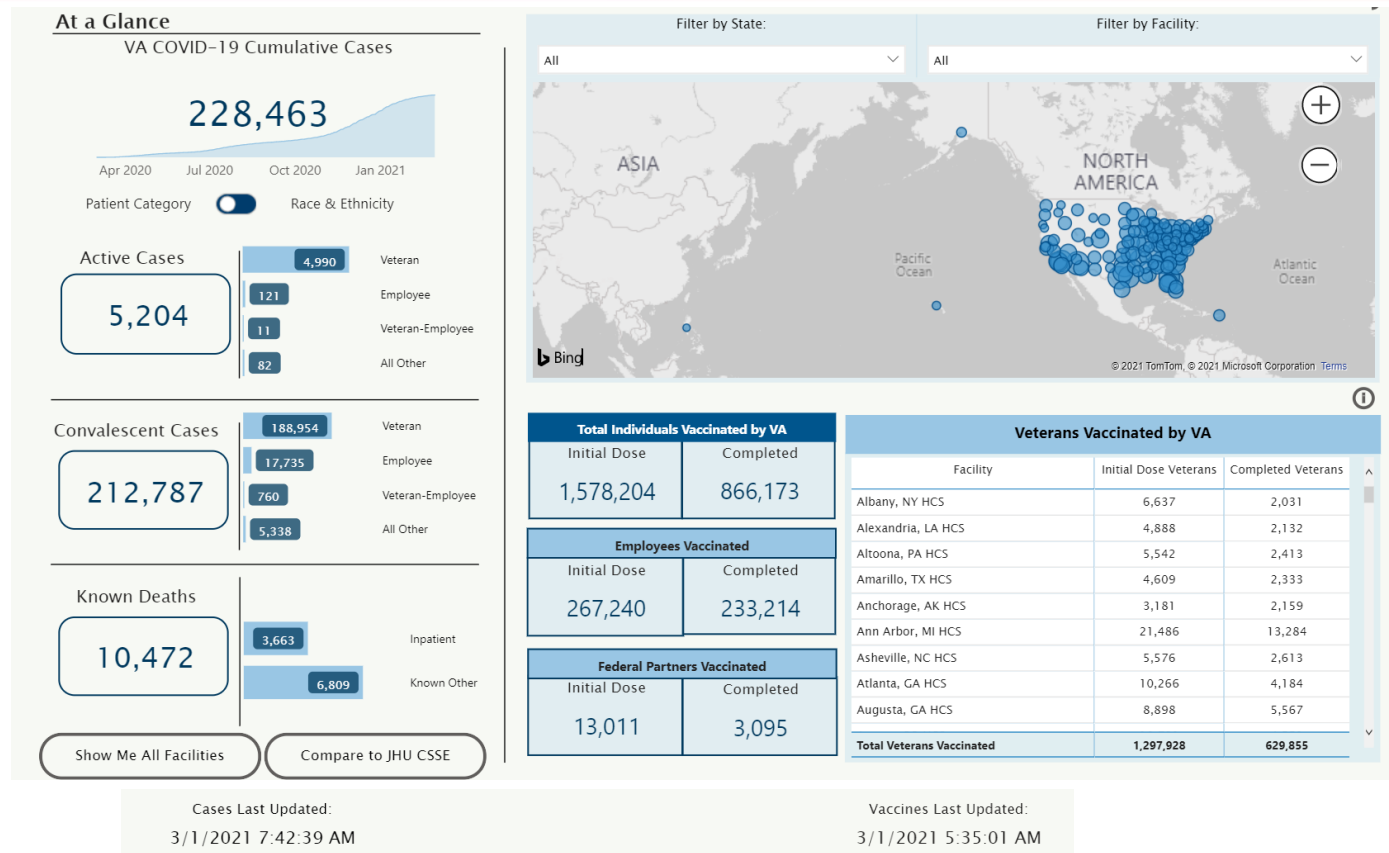 At a Glance
VA COVID-19 Cumulative Cases
228,463
Apr 2020 Jul 2020 Oct 2020 Jan 2021
Patient Category Race & Ethnicity
Active Cases
5,204
4,990 Veteran
121 Employee
11 Veteran-Employee
82 All Other
Convalescent Cases
212,787
188,954 Veteran
17,735 Employee
760 Veteran-Employee
5,338 All Other
Known Deaths
10,472
3,663 Inpatient
6,809 Known Other
Show Me All Facilities Compare to JHU CSSE
Filter by State: Filter by Facility:
All All
ASIA
NORTH
AMERICA
Pacific
Ocean
Atlantic
Ocean
Bing
© 2021 TomTom, © 2021 Microsoft Corporation Terms
Total Individuals Vaccinated by VA
Initial Dose Completed
1,578,204 866,173
Employees Vaccinated
Initial Dose Completed
267,240 233,214
Federal Partners Vaccinated
Initial Dose Completed
13,011 3,095
Veterans Vaccinated by VA
Facility Initial Dose Veterans Completed Veterans
Albany, NY HCS 6,637 2,031
Alexandria, LA HCS 4,888 2,132
Altoona, PA HCS 5,542 2,413
Amarillo, TX HCS 4,609 2,333
Anchorage, AK HCS 3,181 2,159
Ann Arbor, MI HCS 21,486 13,284
Asheville, NC HCS 5,576 2,613
Atlanta, GA HCS 10,266 4,184
Augusta, GA HCS 8,898 5,567
Total Veterans Vaccinated 1,297,928 629,855
Cases Last Updated: Vaccines Last Updated:
3/1/2021 7:42:39 AM 3/1/2021 5:35:01 AM